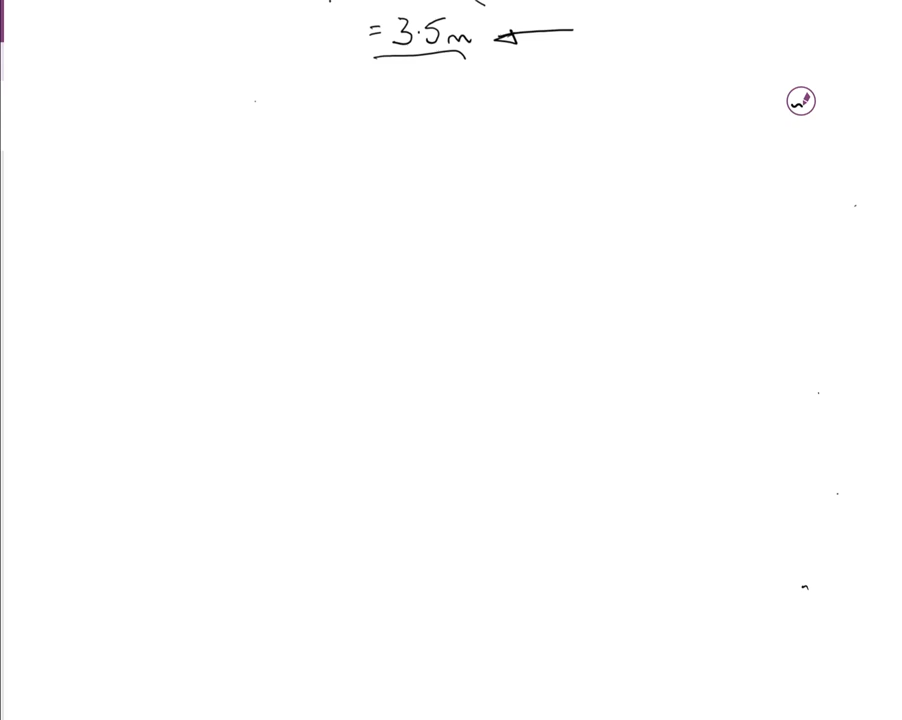 = 3.5m